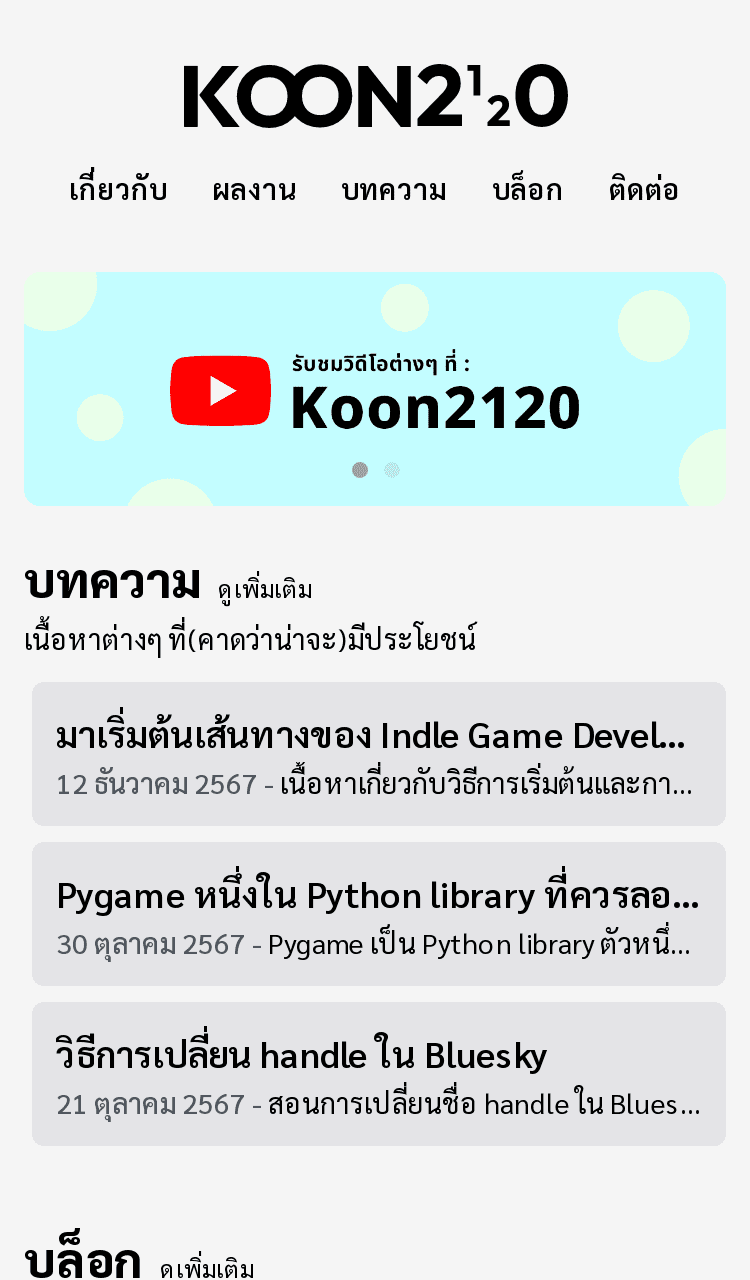 KOON2120
เกี่ยวกับ ผลงาน บทความ บล็อก ติดต่อ
รับชมวิดีโอต่างๆ ที่ :
Koon2120
บทความ ดูเพิ่มเติม
เนื้อหาต่างๆ ที่(คาดว่าน่าจะ)มีประโยชน์
มาเริ่มต้นเส้นทางของ Indle Game Devel...
12 ธันวาคม 2567 - เนื้อหาเกี่ยวกับวิธีการเริ่มต้นและกา...
Pygame หนึ่งใน Python library ที่ควรลอ...
30 ตุลาคม 2567 - Pygame เป็น Python library ตัวหนึ่...
วิธีการเปลี่ยน handle ใน Bluesky
21 ตุลาคม 2567 - สอนการเปลี่ยนชื่อ handle ใน Blues...
บล็อก ดูเพิ่มเติม